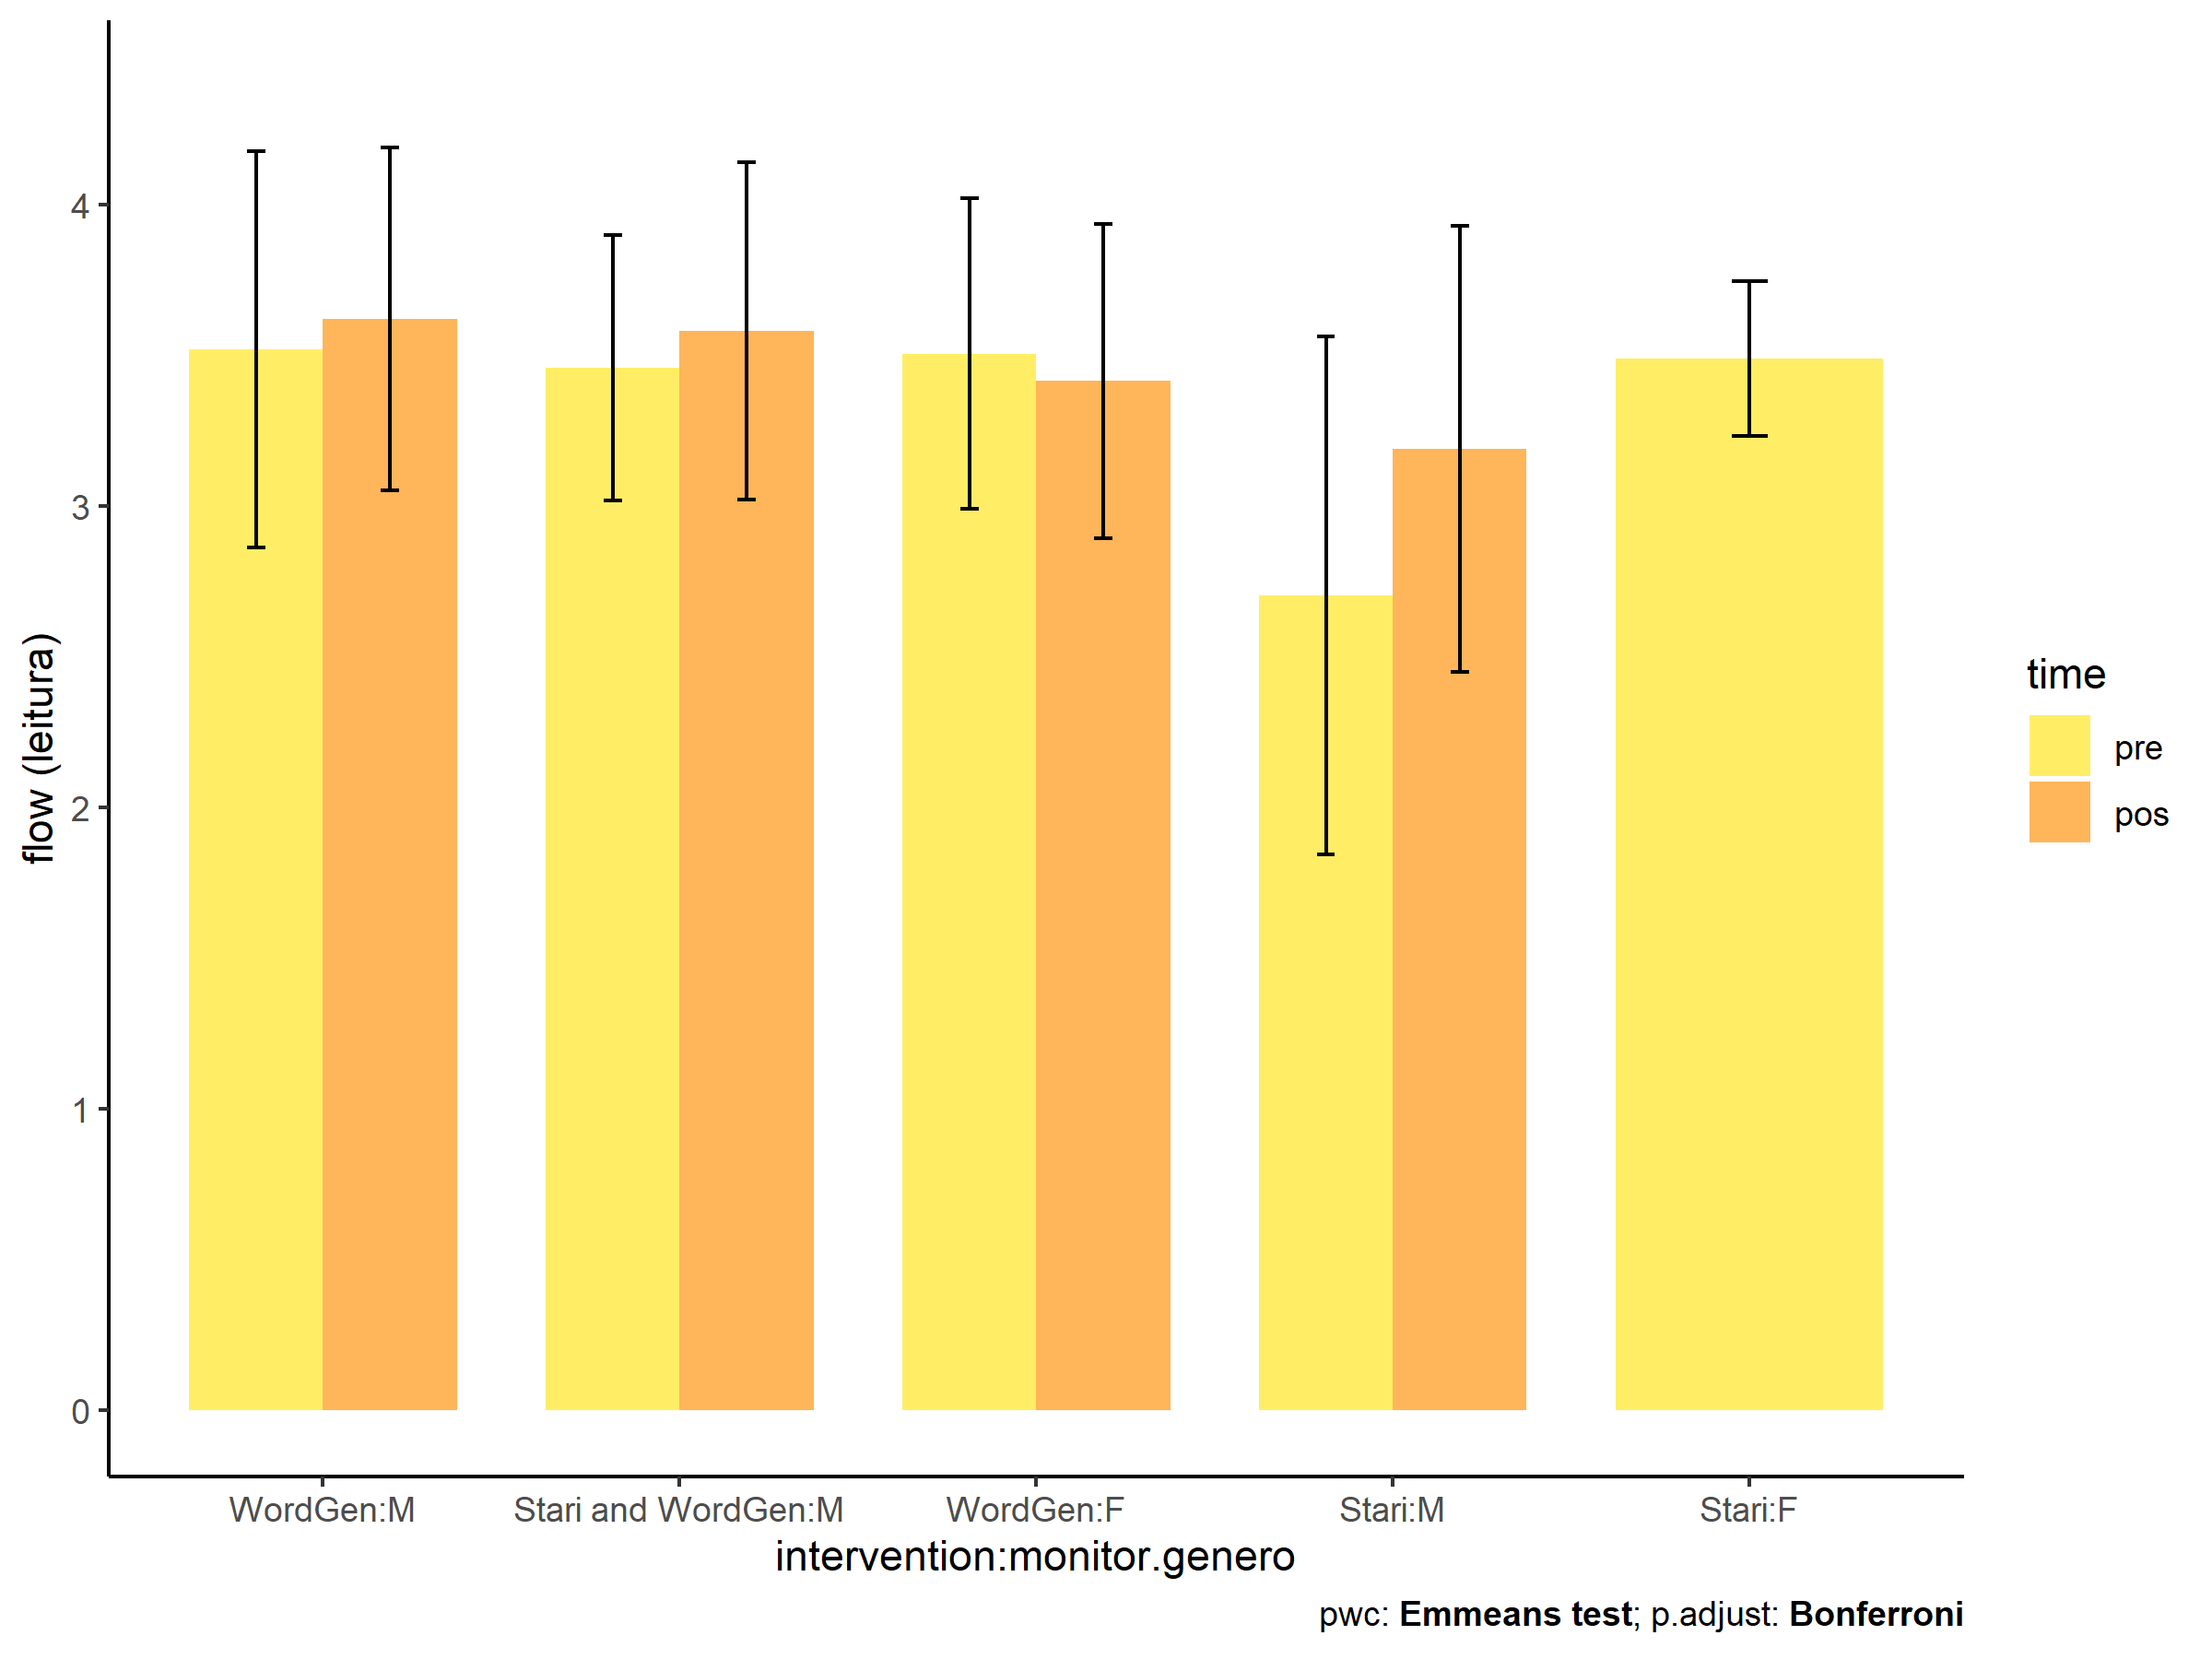 flow (leitura)
4
3
2
1
0
WordGen:M
Stari and WordGen:M
WordGen:F
Stari:M
Stari:F
intervention:monitor.genero
pwc: Emmeans test; p.adjust: Bonferroni
time
pre
pos